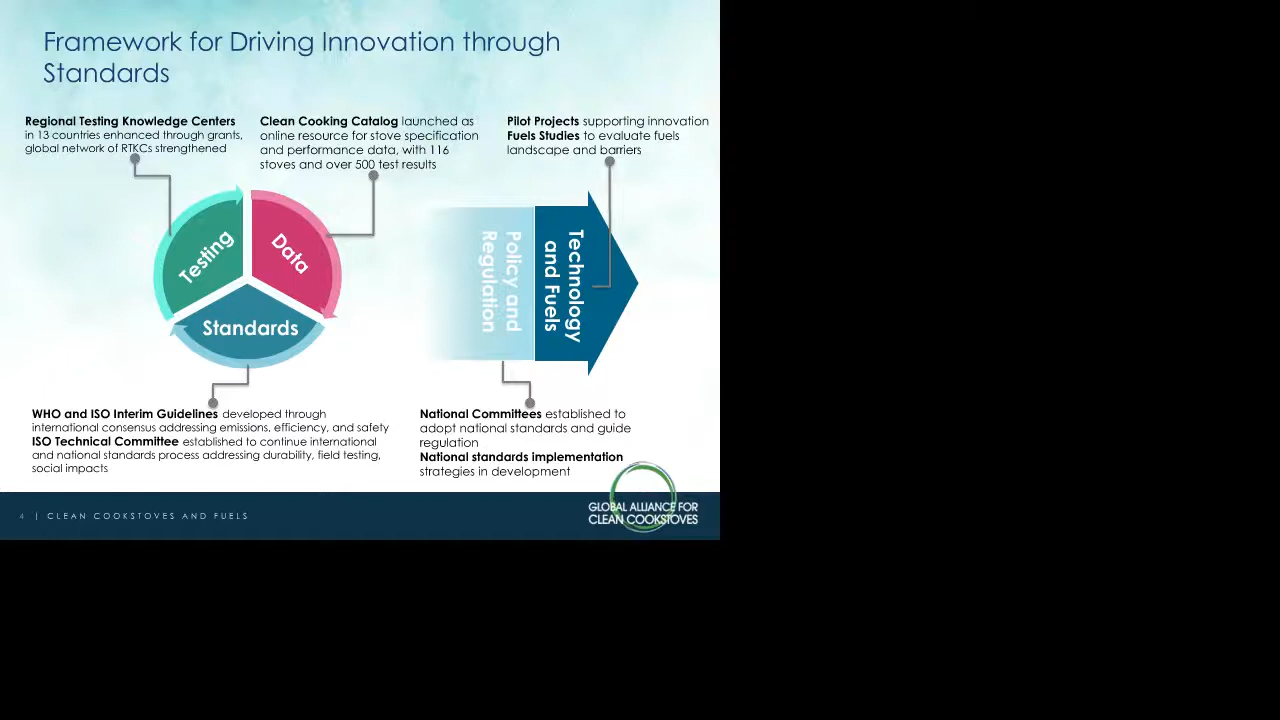 Framework for Driving Innovation through
Standards
Regional Testing Knowledge Centers
in 13 countries enhanced through grants,
global network of RTKCs strengthened
Clean Cooking Catalog launched as
online resource for stove specification
and performance data, with 116
stoves and over 500 test results
Pilot Projects supporting innovation
Fuels Studies to evaluate fuels
landscape and barriers
Testing
Data
Standards
Policy and
Regulation
Technology
and Fuels
WHO and ISO Interim Guidelines developed through
international consensus addressing emissions, efficiency, and safety
ISO Technical Committee established to continue international
and national standards process addressing durability, field testing,
social impacts
National Committees established to
adopt national standards and guide
regulation
National standards implementation
strategies in development
4 | CLEAN COOKSTOVES AND FUELS
GLOBAL ALLIANCE FOR
CLEAN COOKSTOVES